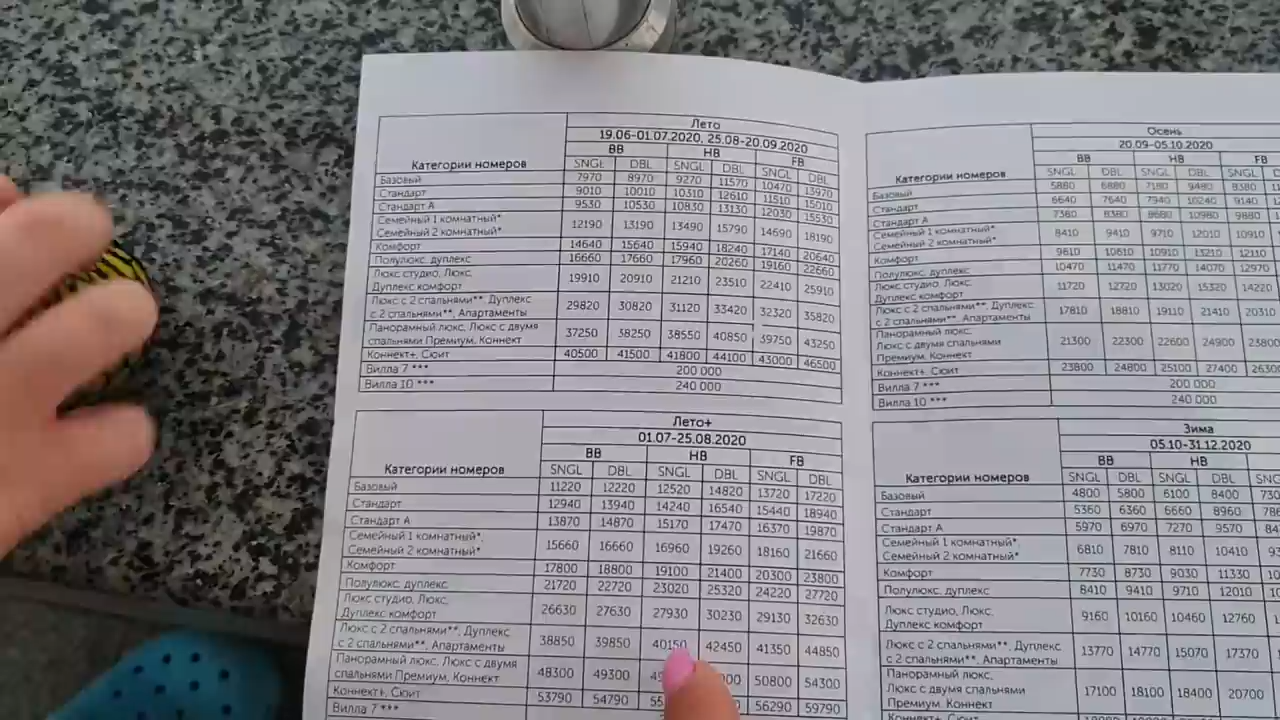 Лето
19.06-01.07.2020, 25.08-20.09.2020
BB HB FB
Категории номеров SNGL DBL SNGL DBL SNGL DBL
Базовый 7970 8970 9270 11570 10470 13970
Стандарт 9010 10010 10310 12610 11510 15010
Стандарт А 9530 10530 10830 13130 12030 15530
Семейный 1 комнатный*
Семейный 2 комнатный* 12190 13190 13490 15790 14690 18190
Комфорт 14640 15640 15940 18240 17140 20640
Полулюкс, дуплекс 16660 17660 17960 20260 19160 22660
Люкс студио, Люкс,
Дуплекс комфорт 19910 20910 21210 23510 22410 25910
Люкс с 2 спальнями**, Дуплекс
с 2 спальнями**, Апартаменты 29820 30820 31120 33420 32320 35820
Панорамный люкс, Люкс с двумя
спальнями Премиум, Коннект 37250 38250 38550 40850 39750 43250
Коннект+, Сюит 40500 41500 41800 44100 43000 46500
Вилла 7 *** 200 000
Вилла 10 *** 240 000
Лето+
01.07-25.08.2020
BB HB FB
Категории номеров SNGL DBL SNGL DBL SNGL DBL
Базовый 11220 12220 12520 14820 13720 17220
Стандарт 12940 13940 14240 16540 15440 18940
Стандарт А 13870 14870 15170 17470 16370 19870
Семейный 1 комнатный*,
Семейный 2 комнатный* 15660 16660 16960 19260 18160 21660
Комфорт 17800 18800 19100 21400 20300 23800
Полулюкс, дуплекс 21720 22720 23020 25320 24220 27720
Люкс студио, Люкс,
Дуплекс комфорт 26630 27630 27930 30230 29130 32630
Люкс с 2 спальнями**, Дуплекс
с 2 спальнями**, Апартаменты 38850 39850 40150 42450 41350 44850
Панорамный люкс, Люкс с двумя
спальнями Премиум, Коннект 48300 49300 50800 54300
Коннект+, Сюит 53790 54790 56290 59790
Вилла 7 ***
Осень
20.09-05.10.2020
BB HB FB
Категории номеров SNGL DBL SNGL DBL SNGL
Базовый 5880 6880 7180 9480 8380
Стандарт 6640 7640 7940 10240 9140
Стандарт А 7380 8380 8680 10980 9880
Семейный 1 комнатный*
Семейный 2 комнатный* 8410 9410 9710 12010 10910
Комфорт 9610 10610 10910 13210 12110
Полулюкс, дуплекс 10470 11470 11770 14070 12970
Люкс студио, Люкс,
Дуплекс комфорт 11720 12720 13020 15320 14220
Люкс с 2 спальнями**, Дуплекс
с 2 спальнями**, Апартаменты 17810 18810 19110 21410 20310
Панорамный люкс,
Люкс с двумя спальнями
Премиум, Коннект 21300 22300 22600 24900 23800
Коннект+, Сюит 23800 24800 25100 27400
Вилла 7 *** 200 000
Вилла 10 *** 240 000
Зима
05.10-31.12.2020
BB HB
Категории номеров SNGL DBL SNGL DBL
Базовый 4800 5800 6100 8400
Стандарт 5360 6360 6660 8960
Стандарт А 5970 6970 7270 9570
Семейный 1 комнатный*,
Семейный 2 комнатный* 6810 7810 8110 10410
Комфорт 7730 8730 9030 11330
Полулюкс, дуплекс 8410 9410 9710 12010
Люкс студио, Люкс,
Дуплекс комфорт 9160 10160 10460 12760
Люкс с 2 спальнями**, Дуплекс
с 2 спальнями**, Апартаменты 13770 14770 15070 17370
Панорамный люкс,
Люкс с двумя спальнями
Премиум, Коннект 17100 18100 18400 20700